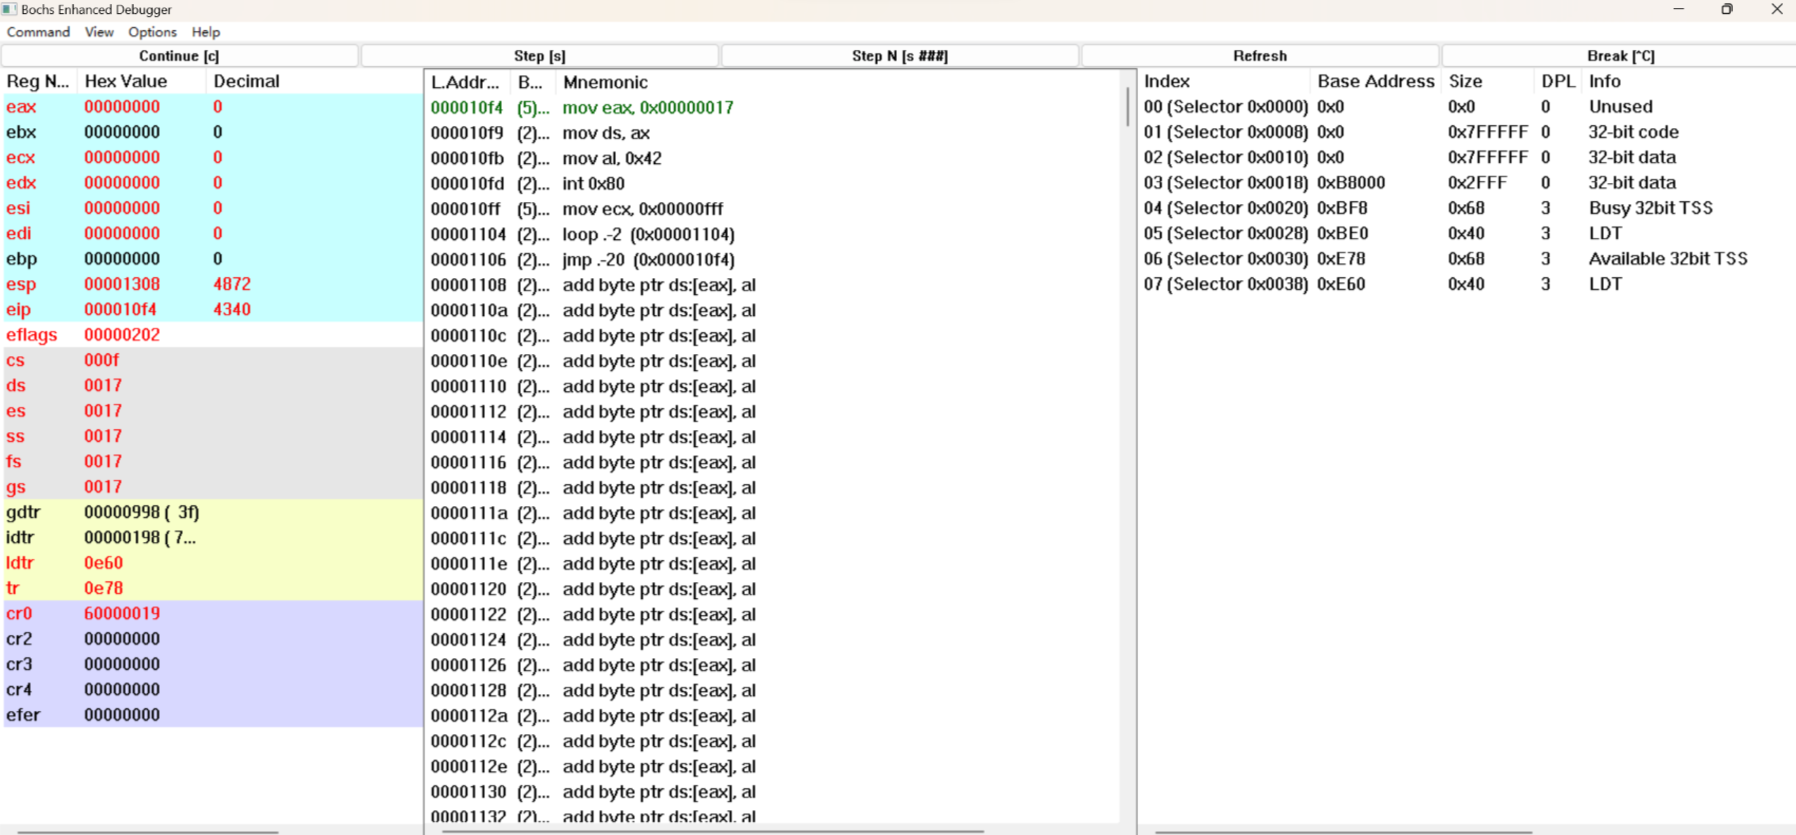 Bochs Enhanced Debugger
Command View Options Help
Continue [c] Step [s] Step N [s ###] Refresh Break [^C]
Reg N... Hex Value Decimal
eax 00000000 0
ebx 00000000 0
ecx 00000000 0
edx 00000000 0
esi 00000000 0
edi 00000000 0
ebp 00000000 0
esp 00001308 4872
eip 000010f4 4340
eflags 00000202
cs 000f
ds 0017
es 0017
ss 0017
fs 0017
gs 0017
gdtr 00000998 ( 3f)
idtr 00000198 ( 7...
ldtr 0e60
tr 0e78
cr0 60000019
cr2 00000000
cr3 00000000
cr4 00000000
efer 00000000
L.Addr... B... Mnemonic
000010f4 (5)... mov eax, 0x00000017
000010f9 (2)... mov ds, ax
000010fb (2)... mov al, 0x42
000010fd (2)... int 0x80
000010ff (5)... mov ecx, 0x00000fff
00001104 (2)... loop .-2 (0x00001104)
00001106 (2)... jmp .-20 (0x000010f4)
00001108 (2)... add byte ptr ds:[eax], al
0000110a (2)... add byte ptr ds:[eax], al
0000110c (2)... add byte ptr ds:[eax], al
0000110e (2)... add byte ptr ds:[eax], al
00001110 (2)... add byte ptr ds:[eax], al
00001112 (2)... add byte ptr ds:[eax], al
00001114 (2)... add byte ptr ds:[eax], al
00001116 (2)... add byte ptr ds:[eax], al
00001118 (2)... add byte ptr ds:[eax], al
0000111a (2)... add byte ptr ds:[eax], al
0000111c (2)... add byte ptr ds:[eax], al
0000111e (2)... add byte ptr ds:[eax], al
00001120 (2)... add byte ptr ds:[eax], al
00001122 (2)... add byte ptr ds:[eax], al
00001124 (2)... add byte ptr ds:[eax], al
00001126 (2)... add byte ptr ds:[eax], al
00001128 (2)... add byte ptr ds:[eax], al
0000112a (2)... add byte ptr ds:[eax], al
0000112c (2)... add byte ptr ds:[eax], al
0000112e (2)... add byte ptr ds:[eax], al
00001130 (2)... add byte ptr ds:[eax], al
00001132 (2)... add byte ptr ds:[eax], al
Index Base Address Size DPL Info
00 (Selector 0x0000) 0x0 0x0 0 Unused
01 (Selector 0x0008) 0x0 0x7FFFFF 0 32-bit code
02 (Selector 0x0010) 0x0 0x7FFFFF 0 32-bit data
03 (Selector 0x0018) 0xB8000 0x2FFF 0 32-bit data
04 (Selector 0x0020) 0xBF8 0x68 3 Busy 32bit TSS
05 (Selector 0x0028) 0xBE0 0x40 3 LDT
06 (Selector 0x0030) 0xE78 0x68 3 Available 32bit TSS
07 (Selector 0x0038) 0xE60 0x40 3 LDT